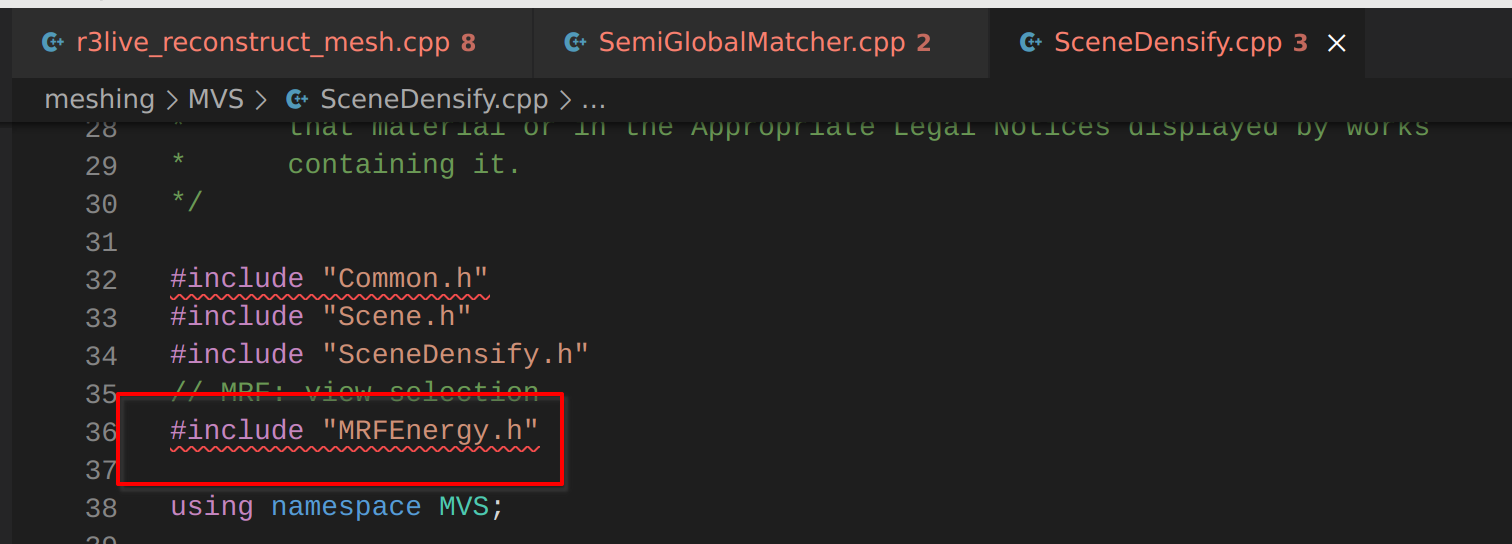 r3live_reconstruct_mesh.cpp 8 SemiGlobalMatcher.cpp 2 SceneDensify.cpp 3 ×
meshing > MVS > SceneDensify.cpp > ...
28 * that material or in the Appropriate Legal Notices displayed by works
29 * containing it.
30 */
31
32 #include "Common.h"
33 #include "Scene.h"
34 #include "SceneDensify.h"
35 // MRF: view selection
36 #include "MRFEnergy.h"
37
38 using namespace MVS;
39